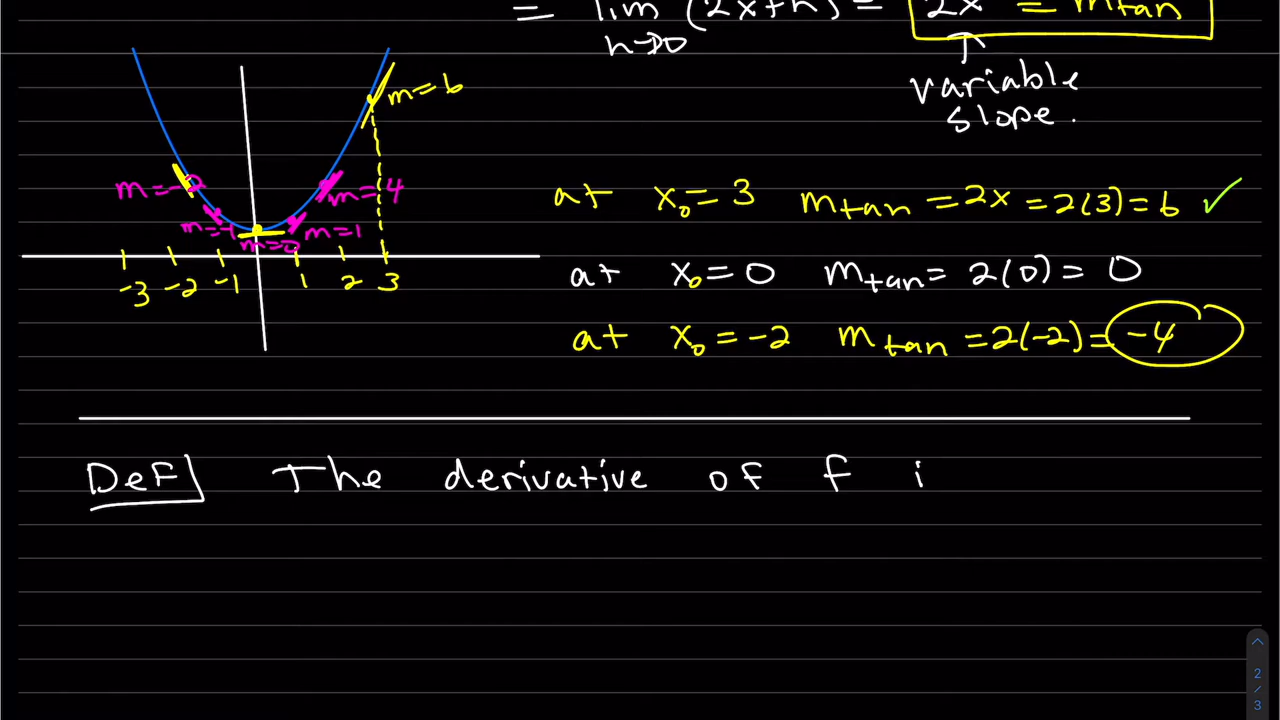 = lim (2x+h) = 2x = mtan
h→0
↑
variable
slope.
m=6
m=-2
m=4
m=-1
m=1
m=0
-3 -2 -1 1 2 3
at x₀ = 3 mtan = 2x = 2(3) = 6 ✓
at x₀ = 0 mtan = 2(0) = 0
at x₀ = -2 mtan = 2(-2) = -4
Def The derivative of f i
2
/
3